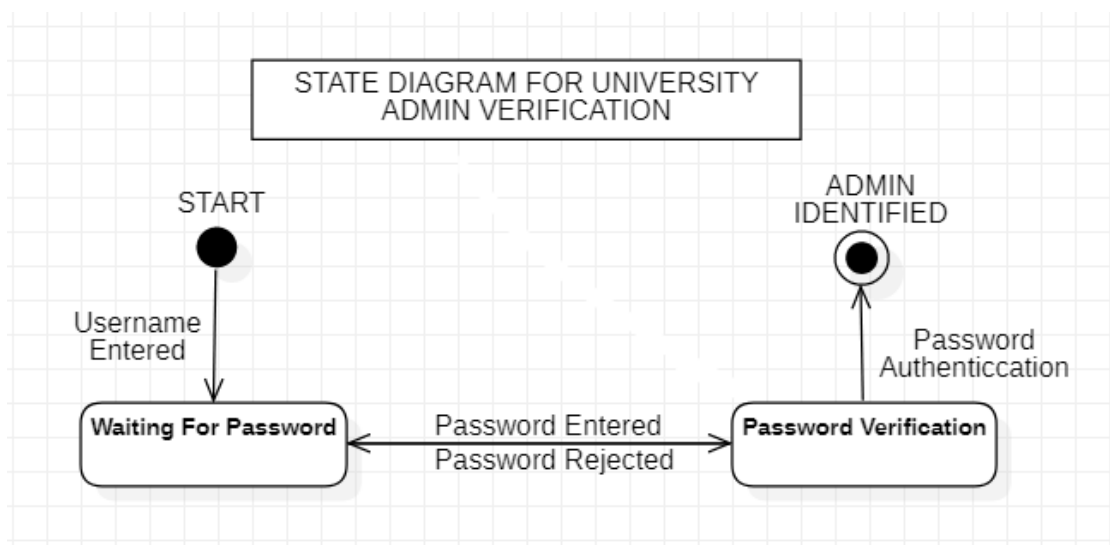 STATE DIAGRAM FOR UNIVERSITY
ADMIN VERIFICATION
START
ADMIN
IDENTIFIED
Username
Entered
Password
Authenticcation
Waiting For Password
Password Entered
Password Rejected
Password Verification